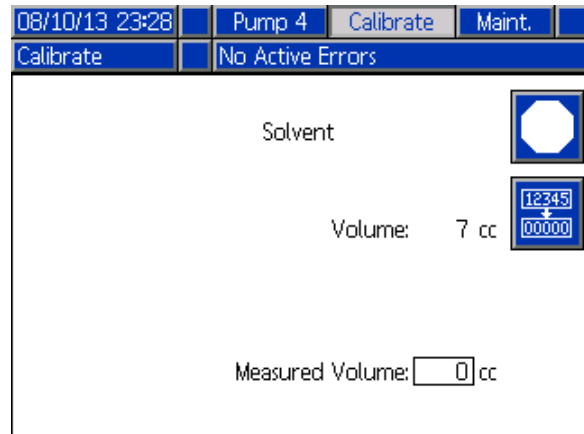 08/10/13 23:28 Pump 4 Calibrate Maint.
Calibrate No Active Errors
Solvent
12345
Volume: 7 cc 00000
Measured Volume: 0 cc